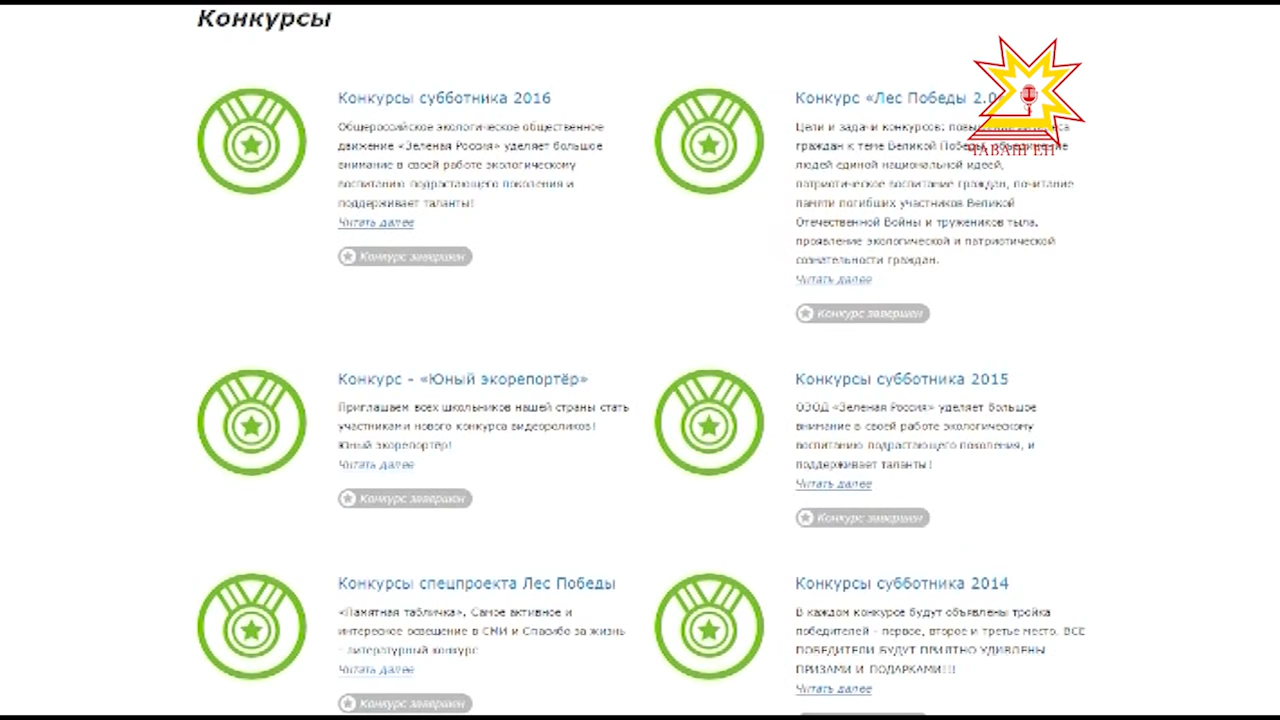 Конкурсы
Конкурсы субботника 2016
Общероссийское экологическое общественное
движение «Зеленая Россия» уделяет большое
внимание в своей работе экологическому
воспитанию подрастающего поколения и
поддерживает таланты!
Читать далее
Конкурс завершен
Конкурс «Лес Победы 2.0
Цели и задачи конкурсов:
граждан к теме Великой Победы,
людей единой национальной идеей,
патриотическое воспитание граждан, почитание
памяти погибших участников Великой
Отечественной Войны и тружеников тыла,
проявление экологической и патриотической
сознательности граждан.
Читать далее
Конкурс завершен
Конкурс - «Юный экорепортёр»
Приглашаем всех школьников нашей страны стать
участниками нового конкурса видеороликов!
Юный экорепортёр!
Читать далее
Конкурс завершен
Конкурсы субботника 2015
ОЭОД «Зеленая Россия» уделяет большое
внимание в своей работе экологическому
воспитанию подрастающего поколения, и
поддерживает таланты!
Читать далее
Конкурс завершен
Конкурсы спецпроекта Лес Победы
«Памятная табличка», Самое активное и
интересное освещение в СМИ и Спасибо за жизнь
- литературный конкурс
Читать далее
Конкурс завершен
Конкурсы субботника 2014
В каждом конкурсе будут объявлены тройка
победителей - первое, второе и третье место. ВСЕ
ПОБЕДИТЕЛИ БУДУТ ПРИЯТНО УДИВЛЕНЫ
ПРИЗАМИ И ПОДАРКАМИ!!!
Читать далее